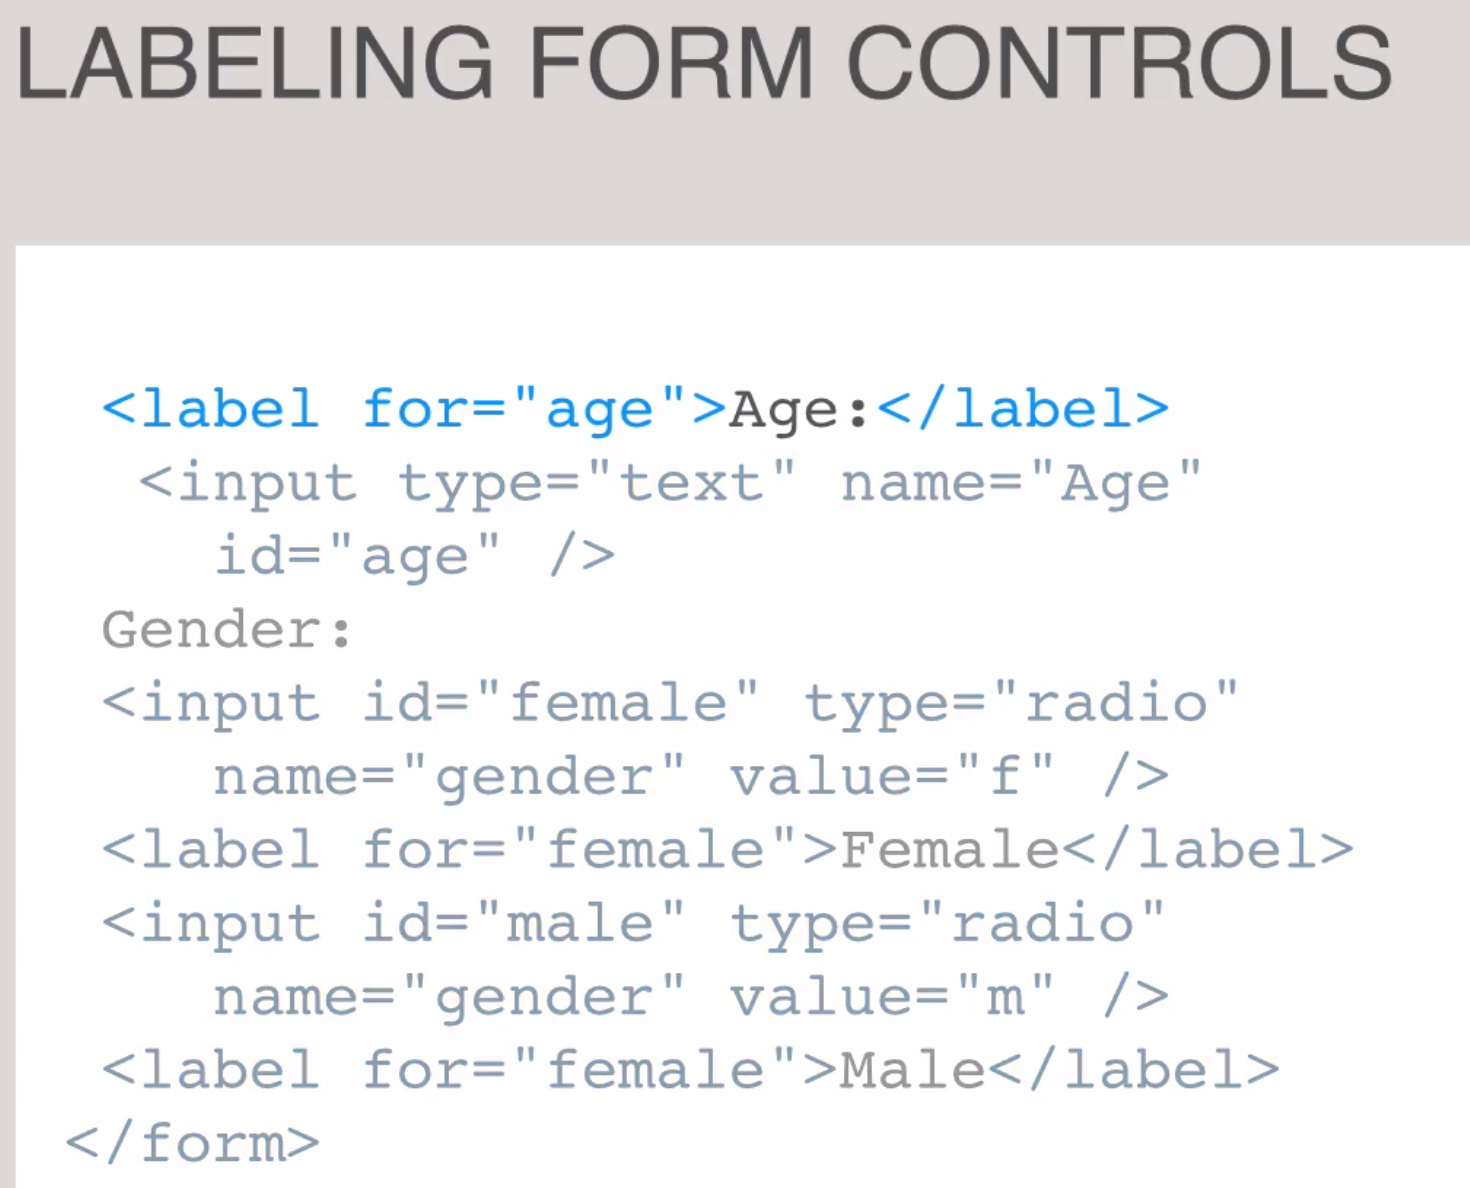 LABELING FORM CONTROLS
<label for="age">Age:</label>
<input type="text" name="Age"
id="age" />
Gender:
<input id="female" type="radio"
name="gender" value="f" />
<label for="female">Female</label>
<input id="male" type="radio"
name="gender" value="m" />
<label for="female">Male</label>
</form>